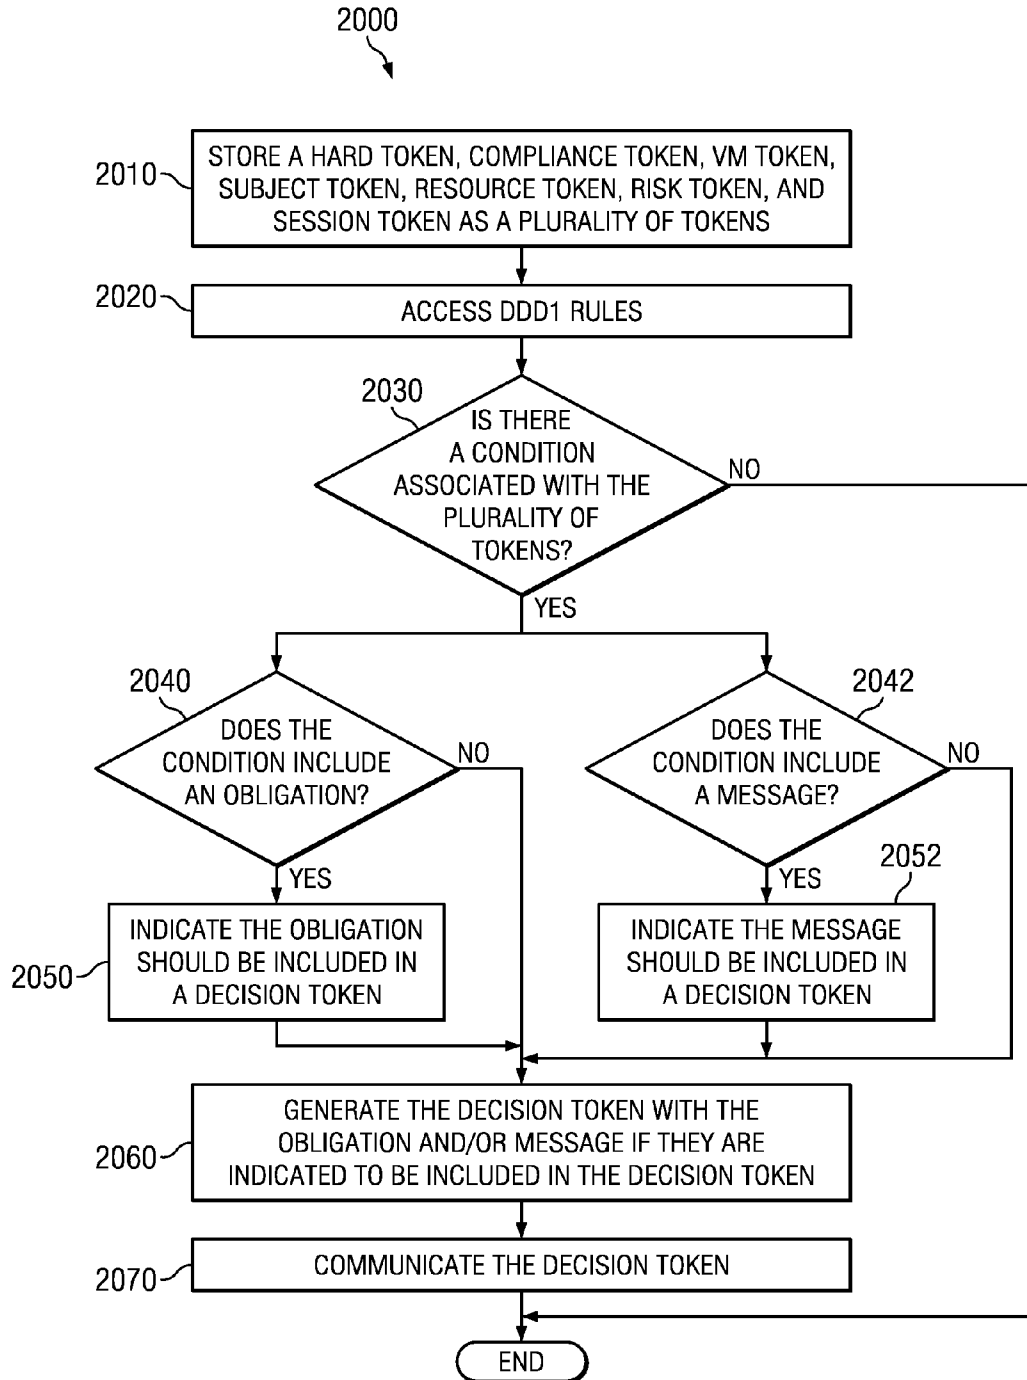 2000
2010
STORE A HARD TOKEN, COMPLIANCE TOKEN, VM TOKEN,
SUBJECT TOKEN, RESOURCE TOKEN, RISK TOKEN, AND
SESSION TOKEN AS A PLURALITY OF TOKENS
2020
ACCESS DDD1 RULES
2030
IS THERE
A CONDITION
ASSOCIATED WITH THE
PLURALITY OF
TOKENS?
NO
YES
2040
DOES THE
CONDITION INCLUDE
AN OBLIGATION?
NO
YES
2042
DOES THE
CONDITION INCLUDE
A MESSAGE?
NO
YES
2050
INDICATE THE OBLIGATION
SHOULD BE INCLUDED IN
A DECISION TOKEN
2052
INDICATE THE MESSAGE
SHOULD BE INCLUDED IN
A DECISION TOKEN
2060
GENERATE THE DECISION TOKEN WITH THE
OBLIGATION AND/OR MESSAGE IF THEY ARE
INDICATED TO BE INCLUDED IN THE DECISION TOKEN
2070
COMMUNICATE THE DECISION TOKEN
END